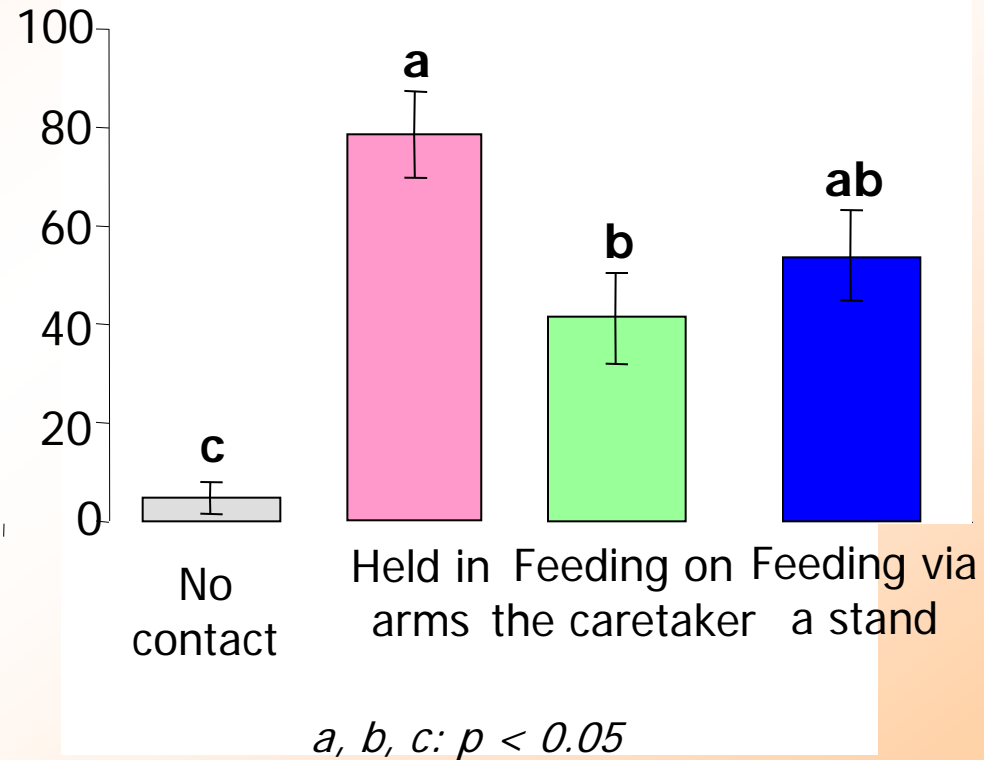 100
80
60
40
20
0
c
a
b
ab
No
contact
Held in
arms
Feeding on
the caretaker
Feeding via
a stand
a, b, c: p < 0.05